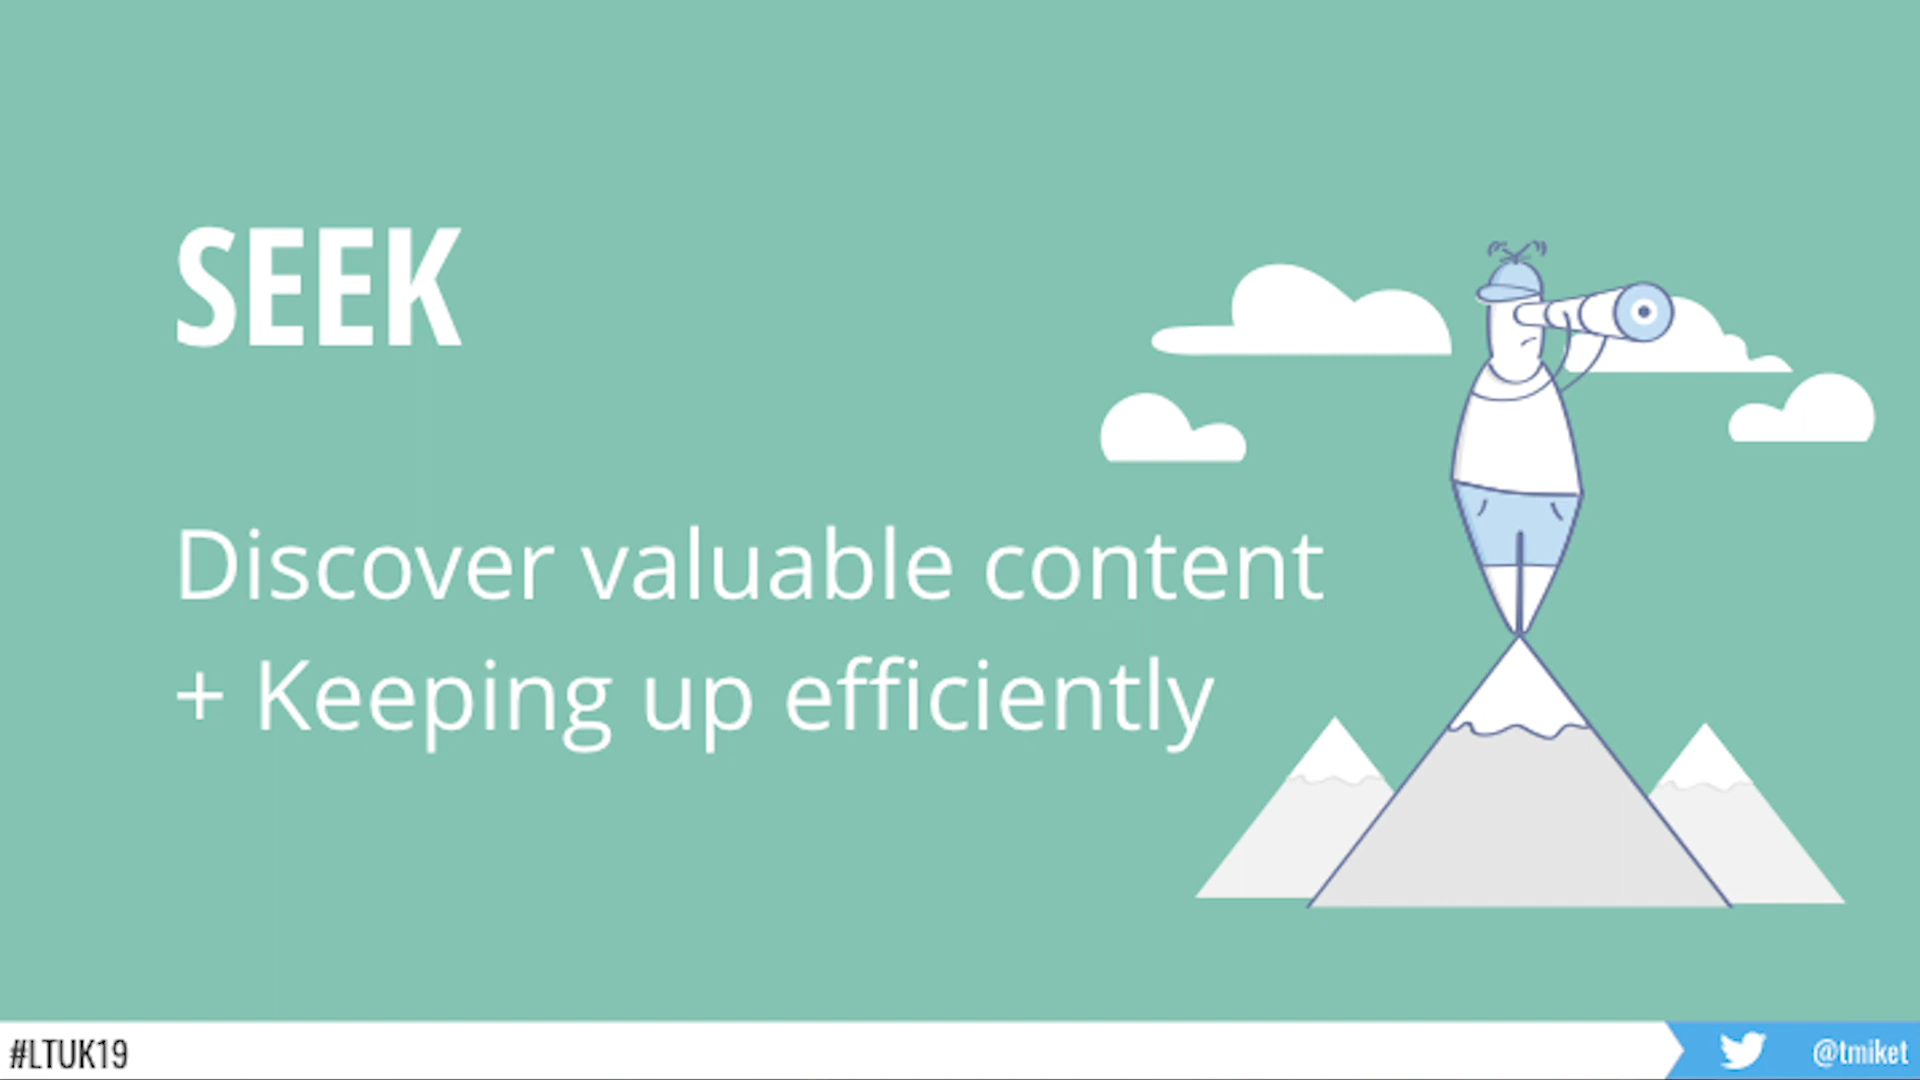 SEEK
Discover valuable content
+ Keeping up efficiently
#LTUK19
@tmiket